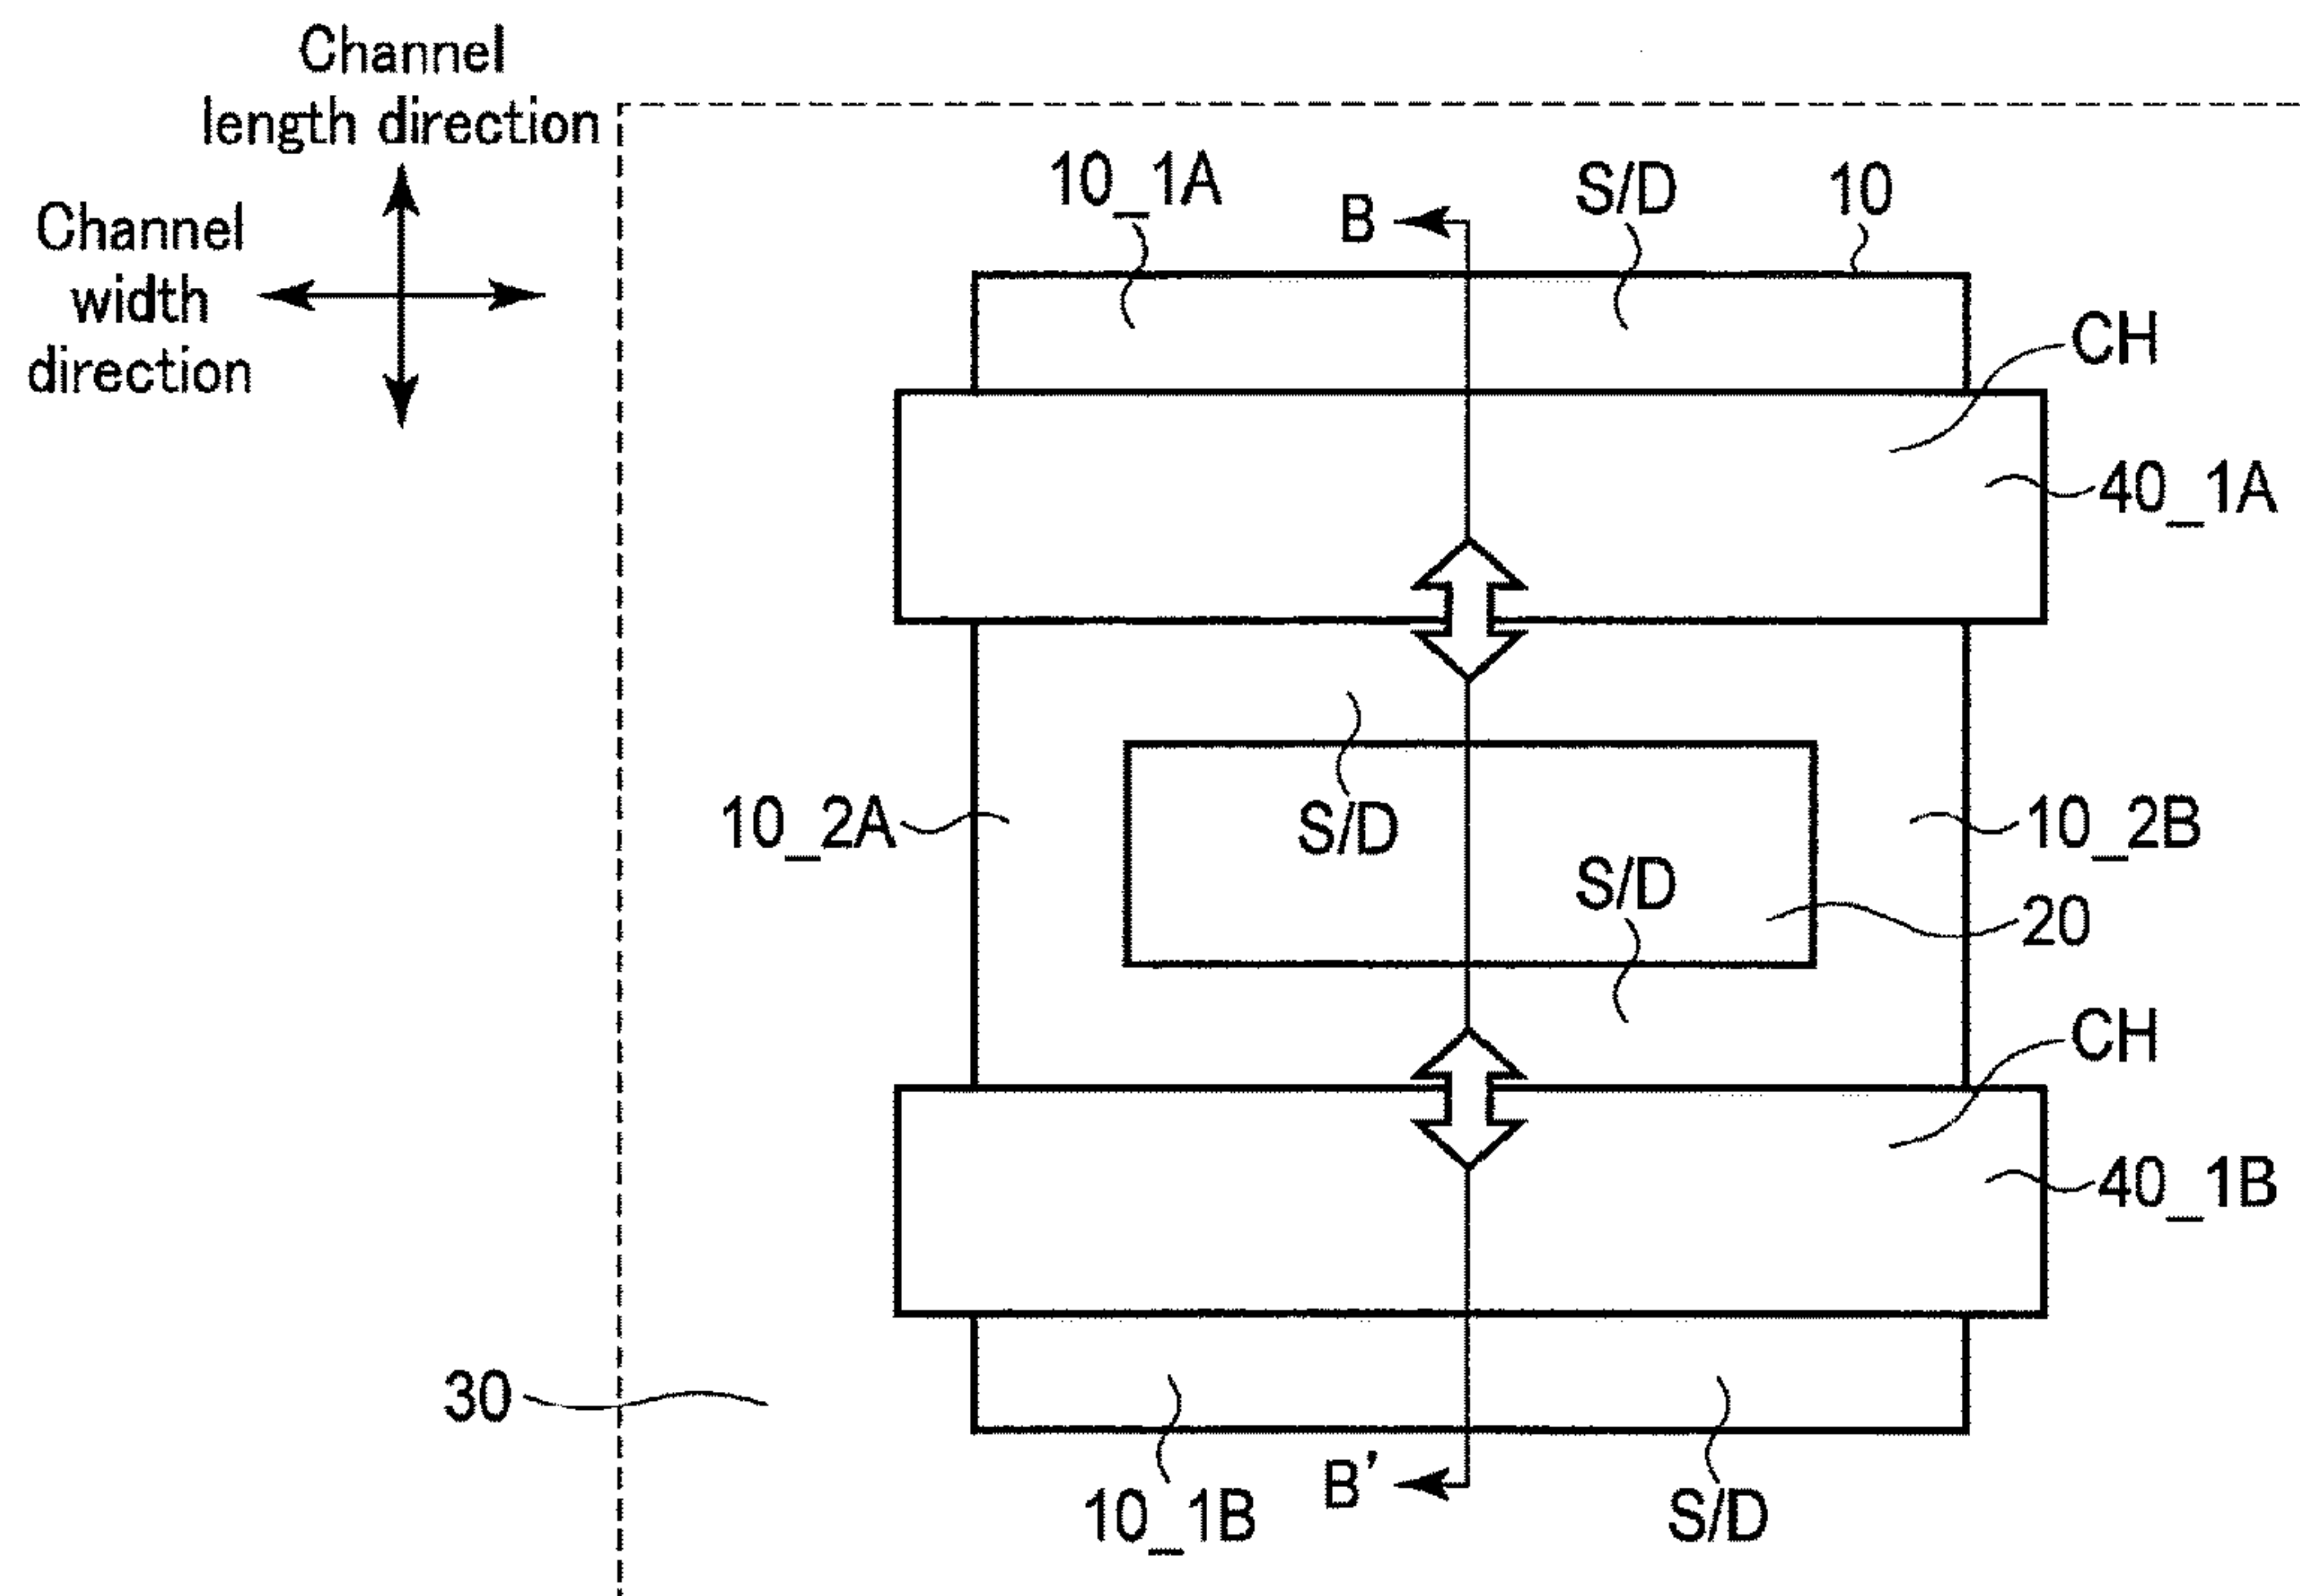 Channel
length direction
Channel
width
direction
10_1A
B
S/D
10
CH
40_1A
10_2A
S/D
S/D
10_2B
20
CH
40_1B
30
10_1B
B'
S/D